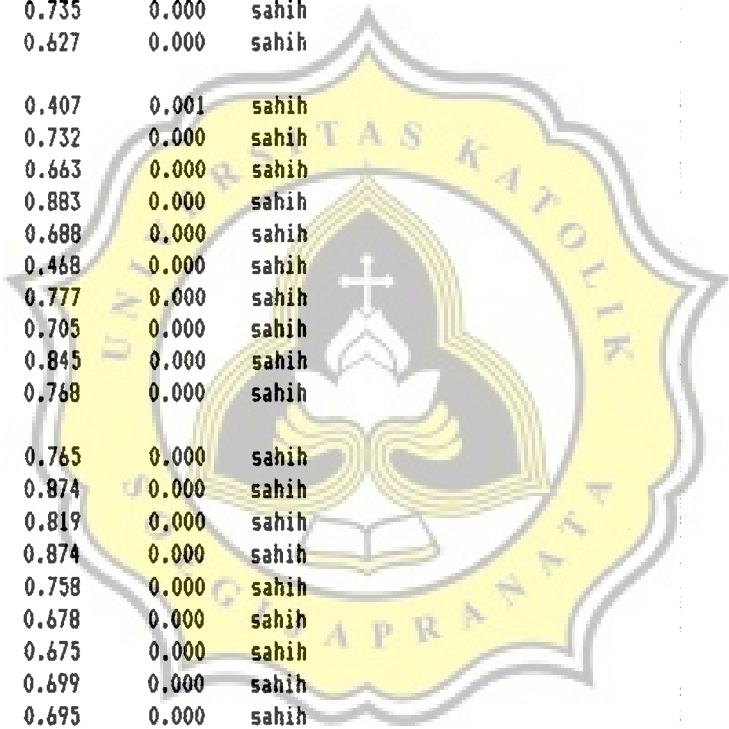 0.735 0.000 sahih
0.627 0.000 sahih
0.407 0.001 sahih
0.732 0.000 sahih
0.663 0.000 sahih
0.883 0.000 sahih
0.688 0.000 sahih
0.468 0.000 sahih
0.777 0.000 sahih
0.705 0.000 sahih
0.845 0.000 sahih
0.768 0.000 sahih
0.765 0.000 sahih
0.874 0.000 sahih
0.819 0.000 sahih
0.874 0.000 sahih
0.758 0.000 sahih
0.678 0.000 sahih
0.675 0.000 sahih
0.699 0.000 sahih
0.695 0.000 sahih
UNIVERSITAS KATOLIK
SOEGIJAPRANATA